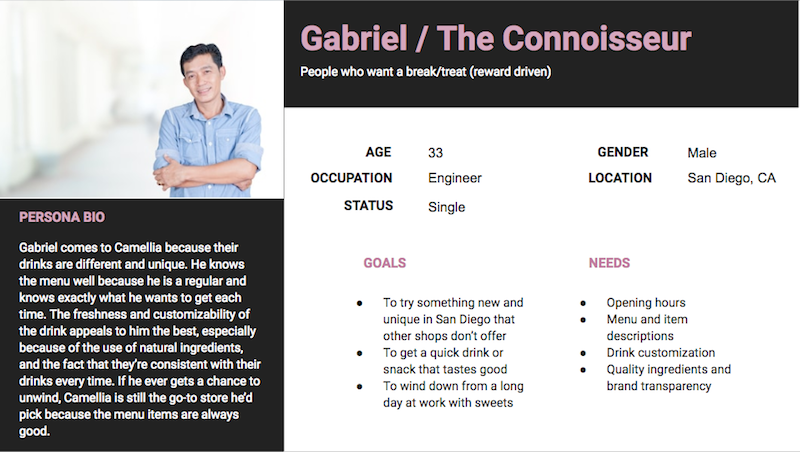 Gabriel / The Connoisseur
People who want a break/treat (reward driven)
AGE 33
GENDER Male
OCCUPATION Engineer
LOCATION San Diego, CA
STATUS Single
PERSONA BIO
Gabriel comes to Camellia because their
drinks are different and unique. He knows
the menu well because he is a regular and
knows exactly what he wants to get each
time. The freshness and customizability of
the drink appeals to him the best, especially
because of the use of natural ingredients,
and the fact that they're consistent with their
drinks every time. If he ever gets a chance to
unwind, Camellia is still the go-to store he'd
pick because the menu items are always
good.
GOALS
● To try something new and
unique in San Diego that
other shops don't offer
● To get a quick drink or
snack that tastes good
● To wind down from a long
day at work with sweets
NEEDS
● Opening hours
● Menu and item
descriptions
● Drink customization
● Quality ingredients and
brand transparency